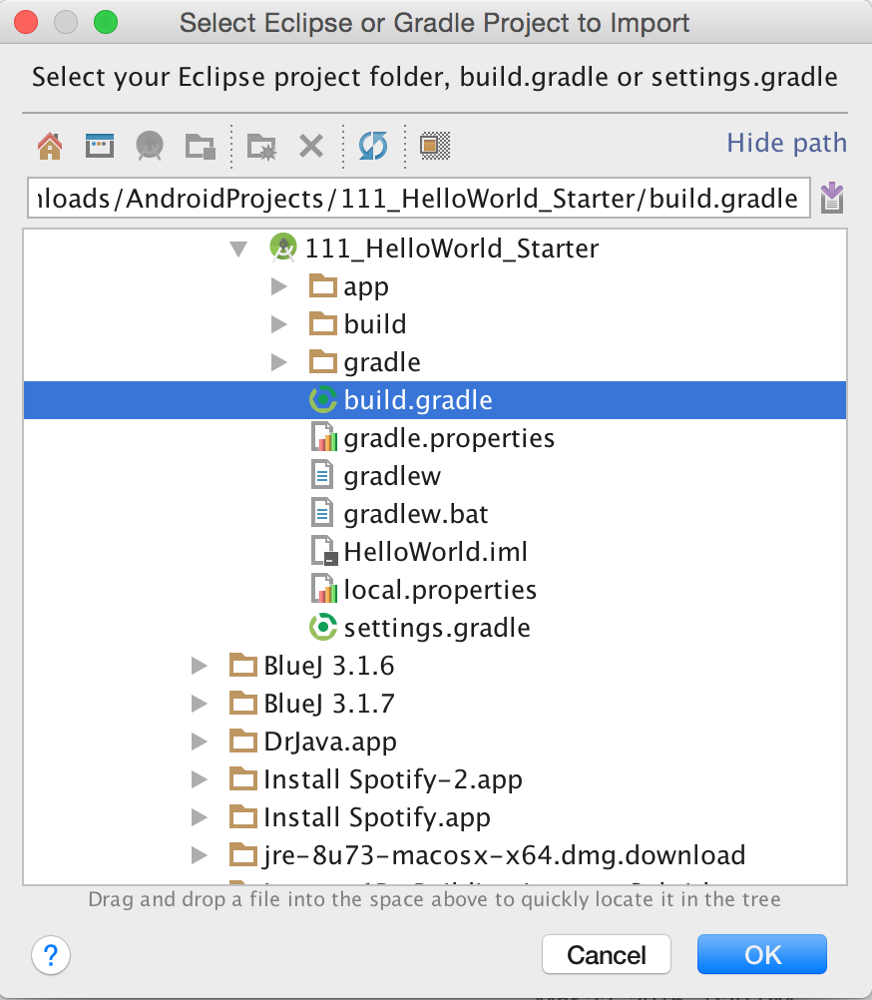 Select Eclipse or Gradle Project to Import
Select your Eclipse project folder, build.gradle or settings.gradle
Hide path
/AndroidProjects/111_HelloWorld_Starter/build.gradle
111_HelloWorld_Starter
app
build
gradle
build.gradle
gradle.properties
gradlew
gradlew.bat
HelloWorld.iml
local.properties
settings.gradle
BlueJ 3.1.6
BlueJ 3.1.7
DrJava.app
Install Spotify-2.app
Install Spotify.app
jre-8u73-macosx-x64.dmg.download
Drag and drop a file into the space above to quickly locate it in the tree
?
Cancel
OK